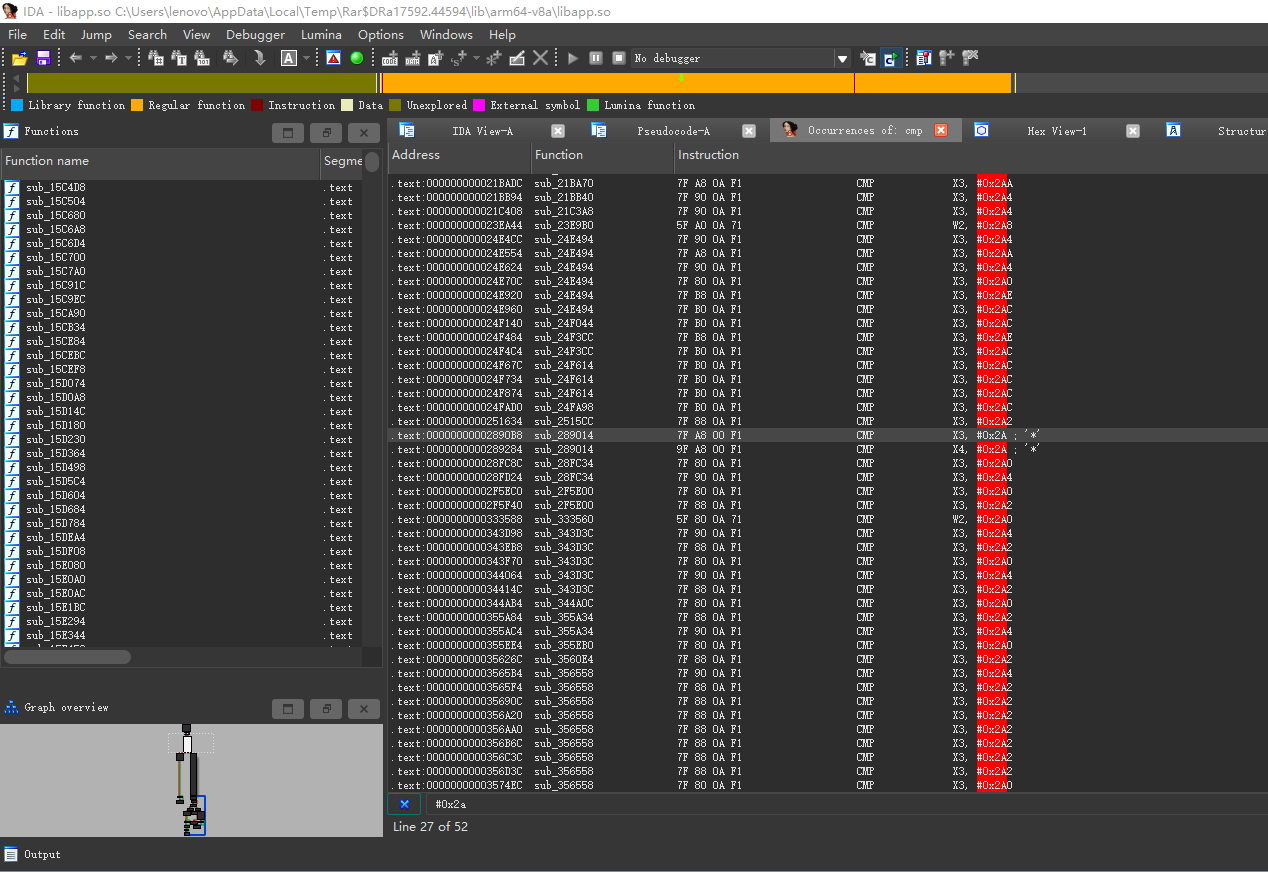 IDA - libapp.so C:\Users\lenovo\AppData\Local\Temp\Rar$DRa17592.44594\lib\arm64-v8a\libapp.so
File Edit Jump Search View Debugger Lumina Options Windows Help
No debugger
Library function Regular function Instruction Data Unexplored External symbol Lumina function
Functions
Function name Segme
sub_15C4D8 .text
sub_15C504 .text
sub_15C680 .text
sub_15C6A8 .text
sub_15C6D4 .text
sub_15C700 .text
sub_15C7A0 .text
sub_15C91C .text
sub_15C9EC .text
sub_15CA90 .text
sub_15CB34 .text
sub_15CE84 .text
sub_15CEBC .text
sub_15CEF8 .text
sub_15D074 .text
sub_15D0A8 .text
sub_15D14C .text
sub_15D180 .text
sub_15D230 .text
sub_15D364 .text
sub_15D498 .text
sub_15D5C4 .text
sub_15D604 .text
sub_15D684 .text
sub_15D784 .text
sub_15DEA4 .text
sub_15DF08 .text
sub_15E080 .text
sub_15E0A0 .text
sub_15E0AC .text
sub_15E1BC .text
sub_15E294 .text
sub_15E344 .text
Graph overview
IDA View-A Pseudocode-A Occurrences of: cmp Hex View-1 Structur
Address Function Instruction
.text:000000000021BADC sub_21BA70 7F A8 0A F1 CMP X3, #0x2AA
.text:000000000021BB94 sub_21BB40 7F 90 0A F1 CMP X3, #0x2A4
.text:000000000021C408 sub_21C3A8 7F 90 0A F1 CMP X3, #0x2A4
.text:000000000023EA44 sub_23E9B0 5F A0 0A 71 CMP W2, #0x2A8
.text:000000000024E4CC sub_24E494 7F 90 0A F1 CMP X3, #0x2A4
.text:000000000024E554 sub_24E494 7F A8 0A F1 CMP X3, #0x2AA
.text:000000000024E624 sub_24E494 7F 90 0A F1 CMP X3, #0x2A4
.text:000000000024E70C sub_24E494 7F 80 0A F1 CMP X3, #0x2A0
.text:000000000024E920 sub_24E494 7F B8 0A F1 CMP X3, #0x2AE
.text:000000000024E960 sub_24E494 7F B0 0A F1 CMP X3, #0x2AC
.text:000000000024F140 sub_24F044 7F B0 0A F1 CMP X3, #0x2AC
.text:000000000024F484 sub_24F3CC 7F B8 0A F1 CMP X3, #0x2AE
.text:000000000024F4C4 sub_24F3CC 7F B0 0A F1 CMP X3, #0x2AC
.text:000000000024F67C sub_24F614 7F B0 0A F1 CMP X3, #0x2AC
.text:000000000024F734 sub_24F614 7F B0 0A F1 CMP X3, #0x2AC
.text:000000000024F874 sub_24F614 7F B0 0A F1 CMP X3, #0x2AC
.text:000000000024FAD0 sub_24FA98 7F B0 0A F1 CMP X3, #0x2AC
.text:0000000000251634 sub_2515CC 7F 88 0A F1 CMP X3, #0x2A2
.text:00000000002890B8 sub_289014 7F A8 00 F1 CMP X3, #0x2A ; '*'
.text:0000000000289284 sub_289014 9F A8 00 F1 CMP X4, #0x2A ; '*'
.text:000000000028FC8C sub_28FC34 7F 80 0A F1 CMP X3, #0x2A0
.text:000000000028FD24 sub_28FC34 7F 90 0A F1 CMP X3, #0x2A4
.text:00000000002F5EC0 sub_2F5E00 7F 80 0A F1 CMP X3, #0x2A0
.text:00000000002F5F40 sub_2F5E00 7F 88 0A F1 CMP X3, #0x2A2
.text:0000000000333588 sub_333560 5F 80 0A 71 CMP W2, #0x2A0
.text:0000000000343D98 sub_343D3C 7F 90 0A F1 CMP X3, #0x2A4
.text:0000000000343EB8 sub_343D3C 7F 88 0A F1 CMP X3, #0x2A2
.text:0000000000343F70 sub_343D3C 7F 80 0A F1 CMP X3, #0x2A0
.text:0000000000344064 sub_343D3C 7F 90 0A F1 CMP X3, #0x2A4
.text:000000000034414C sub_343D3C 7F 88 0A F1 CMP X3, #0x2A2
.text:0000000000344AB4 sub_344A0C 7F 80 0A F1 CMP X3, #0x2A0
.text:0000000000355A84 sub_355A34 7F 88 0A F1 CMP X3, #0x2A2
.text:0000000000355AC4 sub_355A34 7F 90 0A F1 CMP X3, #0x2A4
.text:0000000000355EE4 sub_355EB0 7F 80 0A F1 CMP X3, #0x2A0
.text:000000000035626C sub_3560E4 7F 88 0A F1 CMP X3, #0x2A2
.text:00000000003565B4 sub_356558 7F 90 0A F1 CMP X3, #0x2A4
.text:00000000003565F4 sub_356558 7F 88 0A F1 CMP X3, #0x2A2
.text:000000000035690C sub_356558 7F 88 0A F1 CMP X3, #0x2A2
.text:0000000000356A20 sub_356558 7F 88 0A F1 CMP X3, #0x2A2
.text:0000000000356AA0 sub_356558 7F 88 0A F1 CMP X3, #0x2A2
.text:0000000000356B6C sub_356558 7F 88 0A F1 CMP X3, #0x2A2
.text:0000000000356C3C sub_356558 7F 88 0A F1 CMP X3, #0x2A2
.text:0000000000356D3C sub_356558 7F 88 0A F1 CMP X3, #0x2A2
.text:00000000003574EC sub_356558 7F 80 0A F1 CMP X3, #0x2A0
#0x2a
Line 27 of 52
Output